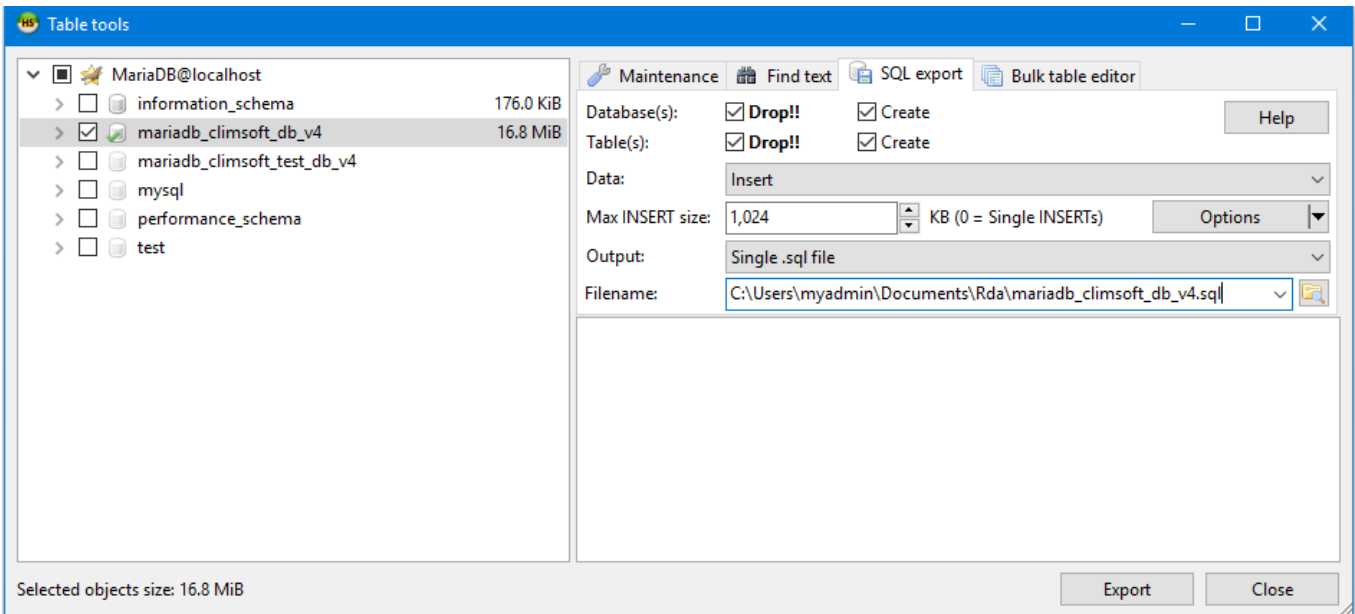 HS Table tools
MariaDB@localhost
information_schema 176.0 KiB
mariadb_climsoft_db_v4 16.8 MiB
mariadb_climsoft_test_db_v4
mysql
performance_schema
test
Maintenance Find text SQL export Bulk table editor
Database(s): Drop!! Create Help
Table(s): Drop!! Create
Data: Insert
Max INSERT size: 1,024 KB (0 = Single INSERTs) Options
Output: Single .sql file
Filename: C:\Users\myadmin\Documents\Rda\mariadb_climsoft_db_v4.sql
Selected objects size: 16.8 MiB Export Close